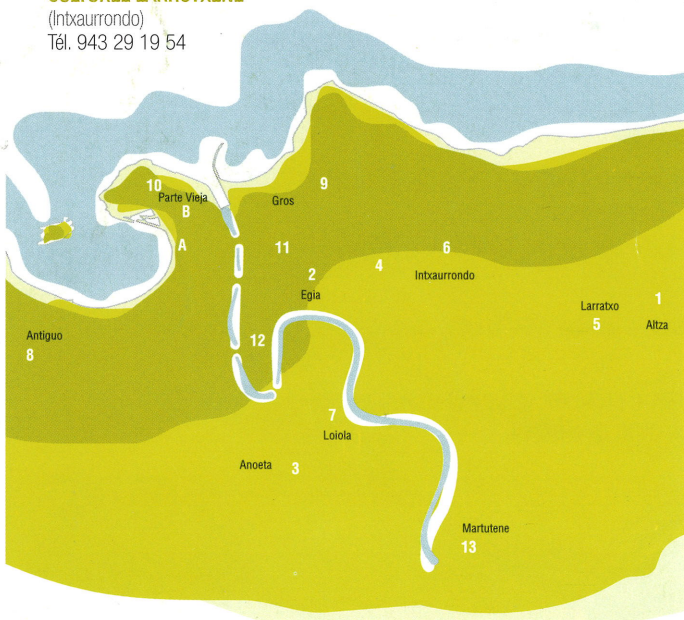 (Intxaurrondo)
Tél. 943 29 19 54
9
10
Parte Vieja
B
Gros
A
11
6
4
2
Intxaurrondo
Egia
1
Larratxo
5
Altza
Antiguo
8
12
7
Loiola
Anoeta
3
Martutene
13